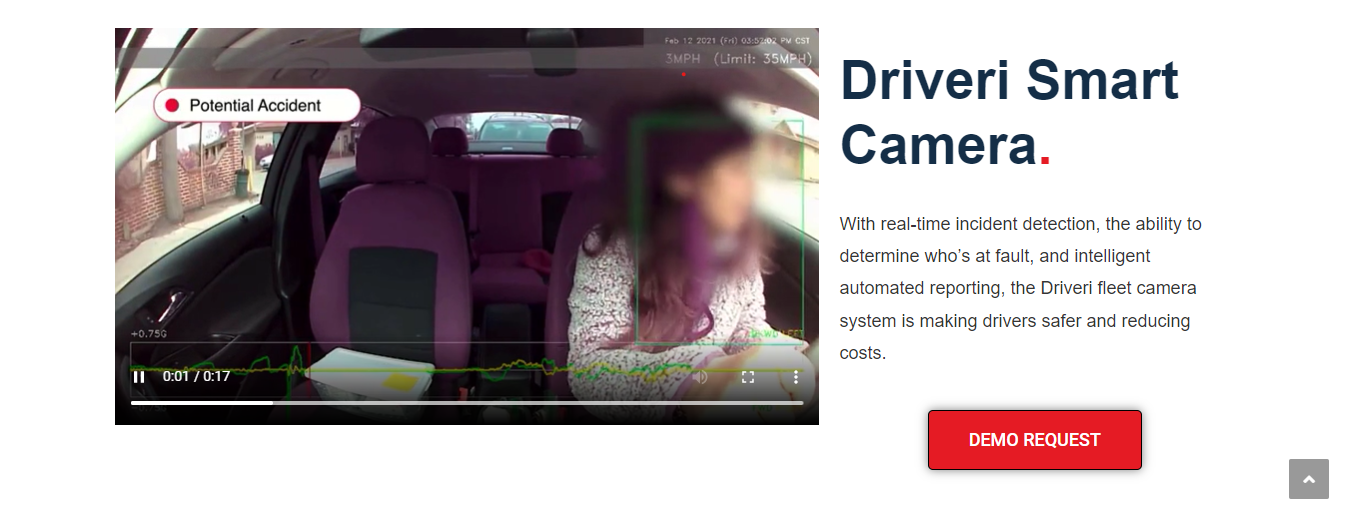 Feb 12 2021 (Fri) 03:52:02 PM CST
3MPH (Limit: 35MPH)
Potential Accident
+0.75G
0:01 / 0:17
Driveri Smart
Camera.
With real-time incident detection, the ability to
determine who’s at fault, and intelligent
automated reporting, the Driveri fleet camera
system is making drivers safer and reducing
costs.
DEMO REQUEST